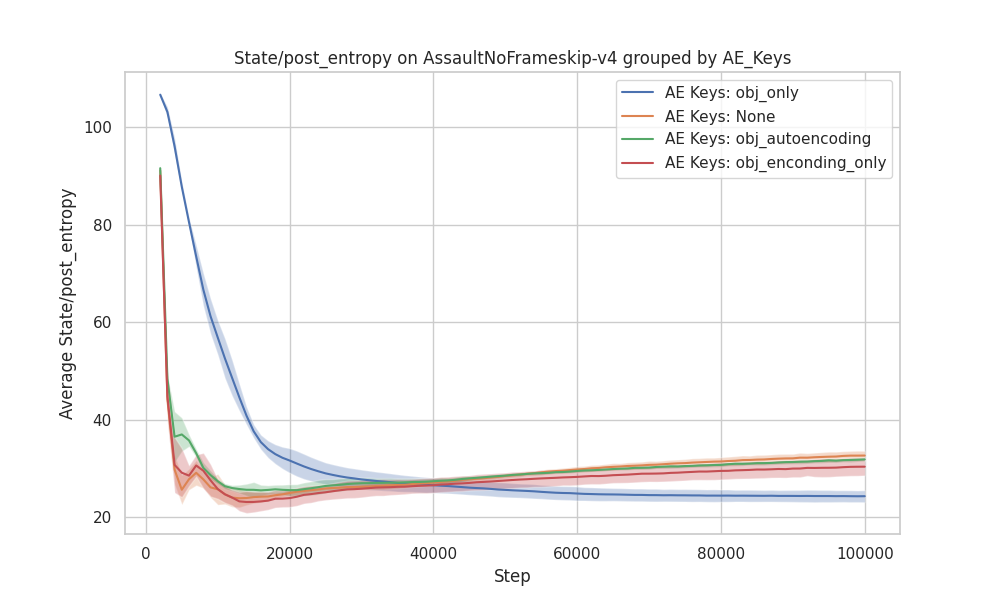 State/post_entropy on AssaultNoFrameskip-v4 grouped by AE_Keys
AE Keys: obj_only
AE Keys: None
AE Keys: obj_autoencoding
AE Keys: obj_enconding_only
Average State/post_entropy
100
80
60
40
20
0
20000
40000
60000
80000
100000
Step